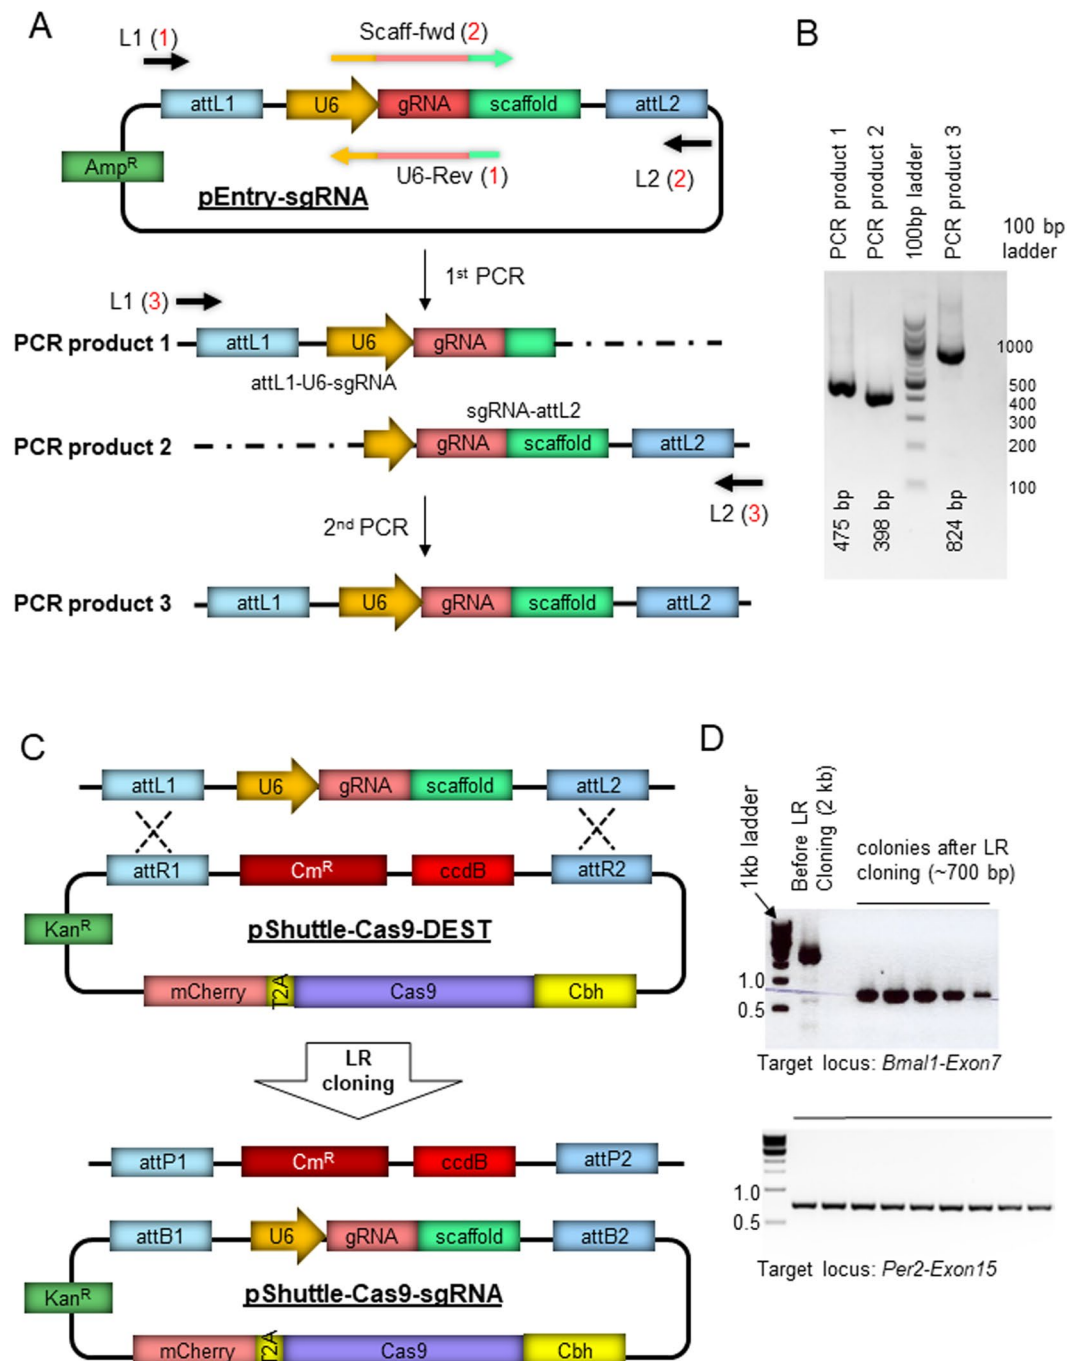 A
L1 (1)
Scaff-fwd (2)
attL1
U6
gRNA
scaffold
attL2
AmpR
U6-Rev (1)
L2 (2)
pEntry-sgRNA
1st PCR
L1 (3)
PCR product 1
attL1
U6
gRNA
attL1-U6-sgRNA
sgRNA-attL2
PCR product 2
gRNA
scaffold
attL2
L2 (3)
2nd PCR
PCR product 3
attL1
U6
gRNA
scaffold
attL2
B
PCR product 1
PCR product 2
100bp ladder
PCR product 3
100 bp
ladder
1000
500
400
300
200
100
475 bp
398 bp
824 bp
C
attL1
U6
gRNA
scaffold
attL2
attR1
CmR
ccdB
attR2
KanR
pShuttle-Cas9-DEST
mCherry
T2A
Cas9
Cbh
LR
cloning
attP1
CmR
ccdB
attP2
attB1
U6
gRNA
scaffold
attB2
KanR
pShuttle-Cas9-sgRNA
mCherry
T2A
Cas9
Cbh
D
1kb ladder
Before LR
Cloning (2 kb)
colonies after LR
cloning (~700 bp)
1.0
0.5
Target locus: Bmal1-Exon7
1.0
0.5
Target locus: Per2-Exon15